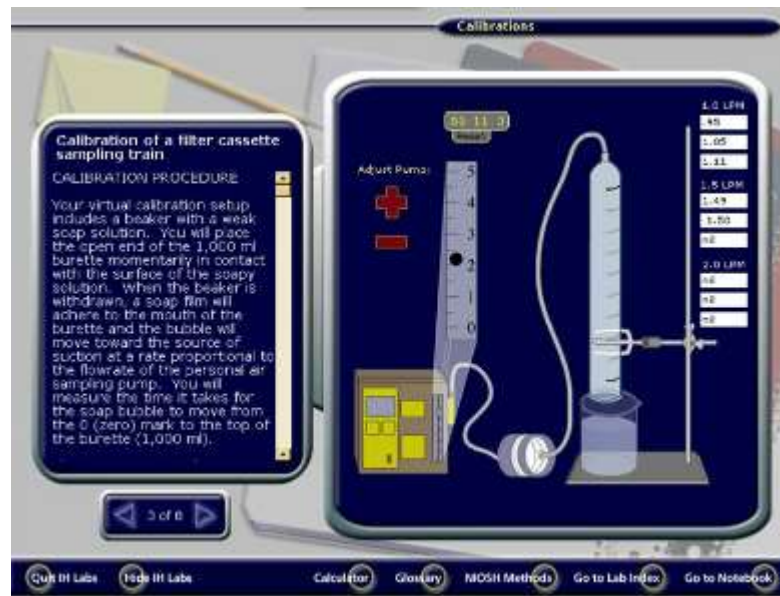 Calibrations
Calibration of a filter cassette
sampling train
CALIBRATION PROCEDURE
Your virtual calibration setup
includes a beaker with a weak
soap solution. You will place
the open end of the 1,000 ml
burette momentarily in contact
with the surface of the soapy
solution. When the beaker is
withdrawn, a soap film will
adhere to the mouth of the
burette and the bubble will
move toward the source of
suction at a rate proportional to
the flowrate of the personal air
sampling pump. You will
measure the time it takes for
the soap bubble to move from
the 0 (zero) mark to the top of
the burette (1,000 ml).
3 of 8
Adjust Pump:
5
4
3
2
1
0
1.0 LPM
.95
1.05
1.11
1.5 LPM
1.49
1.50
n2
2.0 LPM
n2
n2
n2
Quit IH Labs
Hide IH Labs
Calculator
Glossary
NIOSH Methods
Go to Lab Index
Go to Notebook